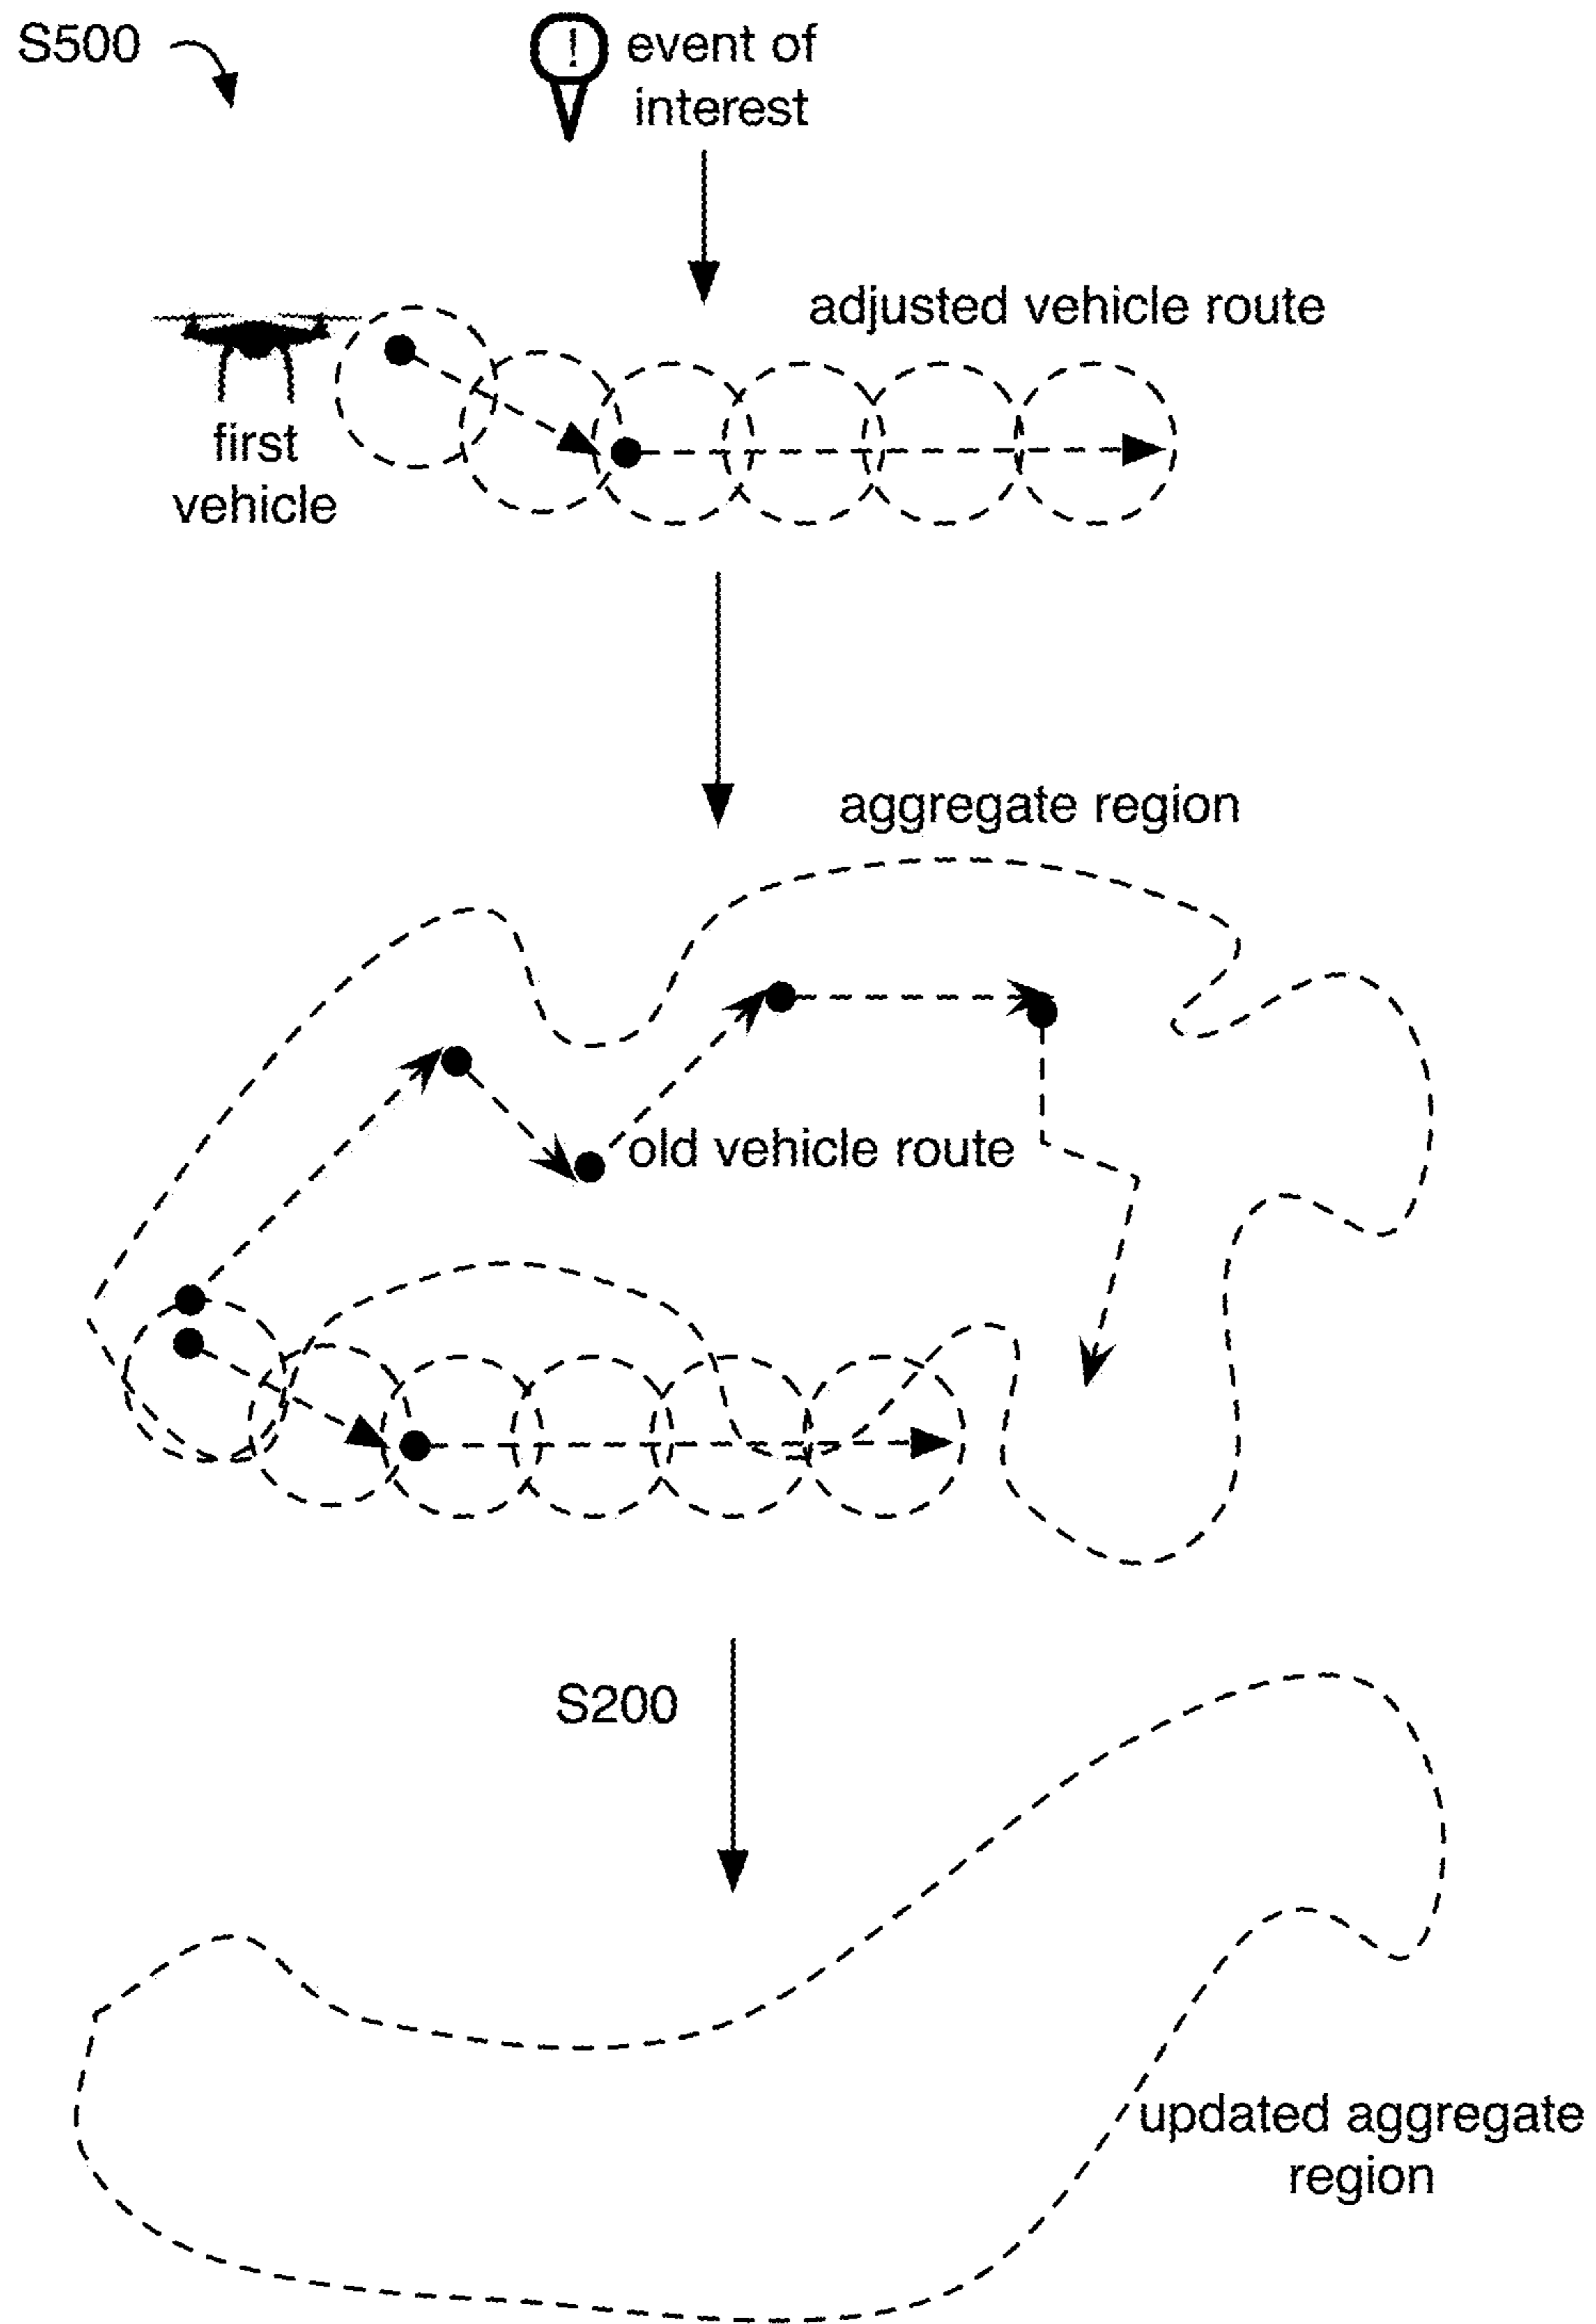 S500
!
event of
interest
adjusted vehicle route
first
vehicle
aggregate region
old vehicle route
S200
updated aggregate
region